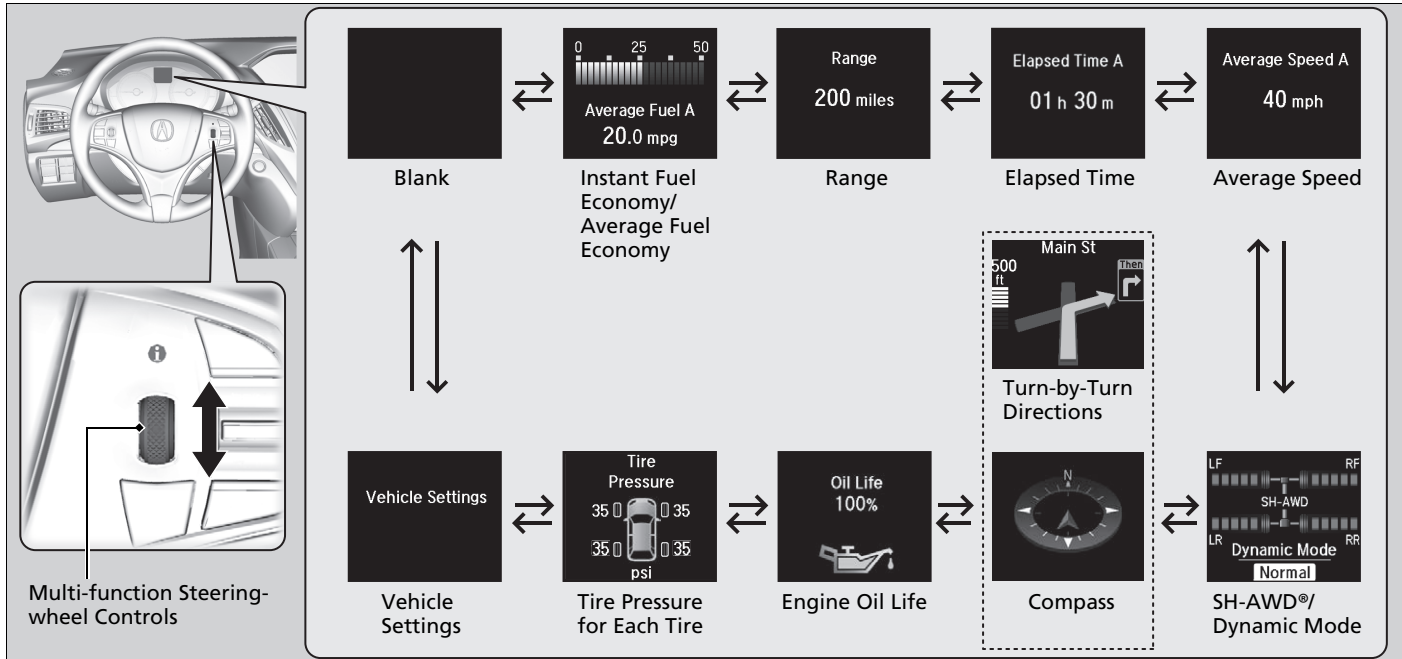 0 25 50
Average Fuel A
20.0 mpg
Range
200 miles
Elapsed Time A
01 h 30 m
Average Speed A
40 mph
Blank
Instant Fuel
Economy/
Average Fuel
Economy
Range
Elapsed Time
Average Speed
Main St
500
ft
Then
Turn-by-Turn
Directions
i
Vehicle Settings
Tire
Pressure
35 35
35 35
psi
Oil Life
100%
N
LF RF
SH-AWD
LR RR
Dynamic Mode
Normal
Multi-function Steering-
wheel Controls
Vehicle
Settings
Tire Pressure
for Each Tire
Engine Oil Life
Compass
SH-AWD®/
Dynamic Mode